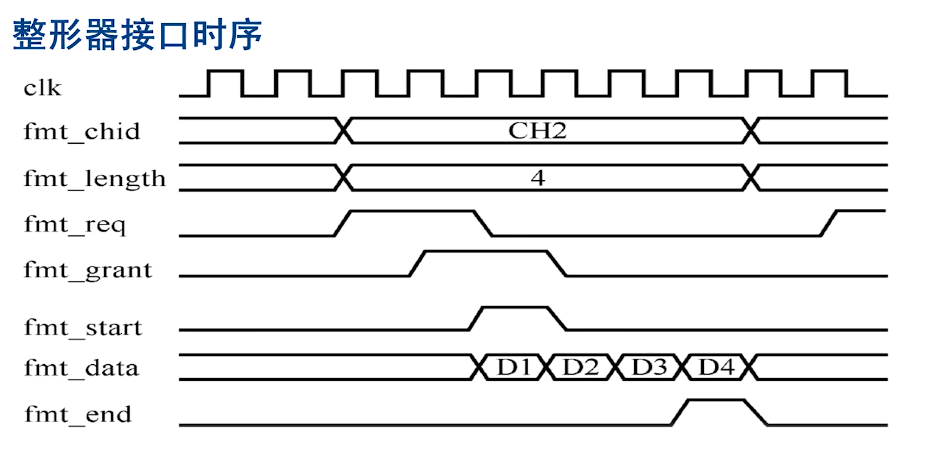 整形器接口时序
clk
fmt_chid CH2
fmt_length 4
fmt_req
fmt_grant
fmt_start
fmt_data D1 D2 D3 D4
fmt_end